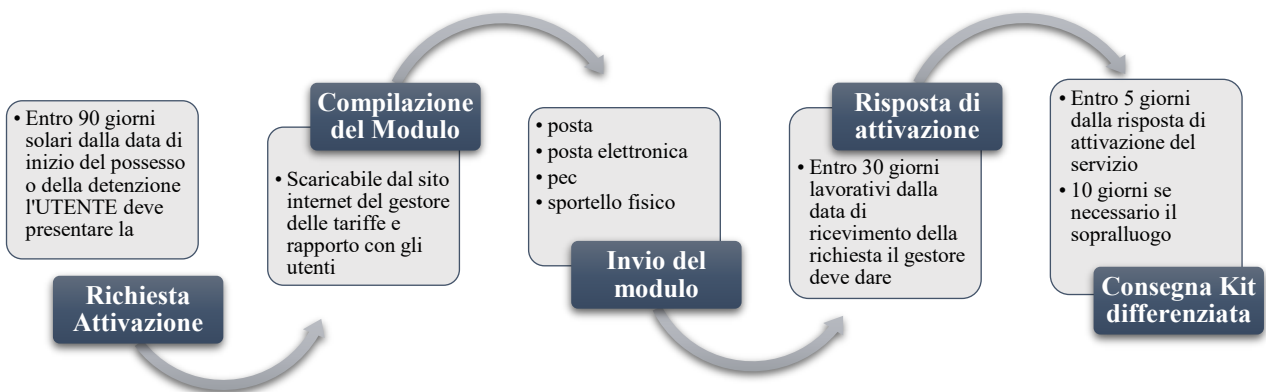 • Entro 90 giorni
solari dalla data di
inizio del possesso
o della detenzione
l'UTENTE deve
presentare la
Richiesta
Attivazione
Compilazione
del Modulo
• Scaricabile dal sito
internet del gestore
delle tariffe e
rapporto con gli
utenti
• posta
• posta elettronica
• pec
• sportello fisico
Invio del
modulo
Risposta di
attivazione
• Entro 30 giorni
lavorativi dalla
data di
ricevimento della
richiesta il gestore
deve dare
• Entro 5 giorni
dalla risposta di
attivazione del
servizio
• 10 giorni se
necessario il
sopralluogo
Consegna Kit
differenziata